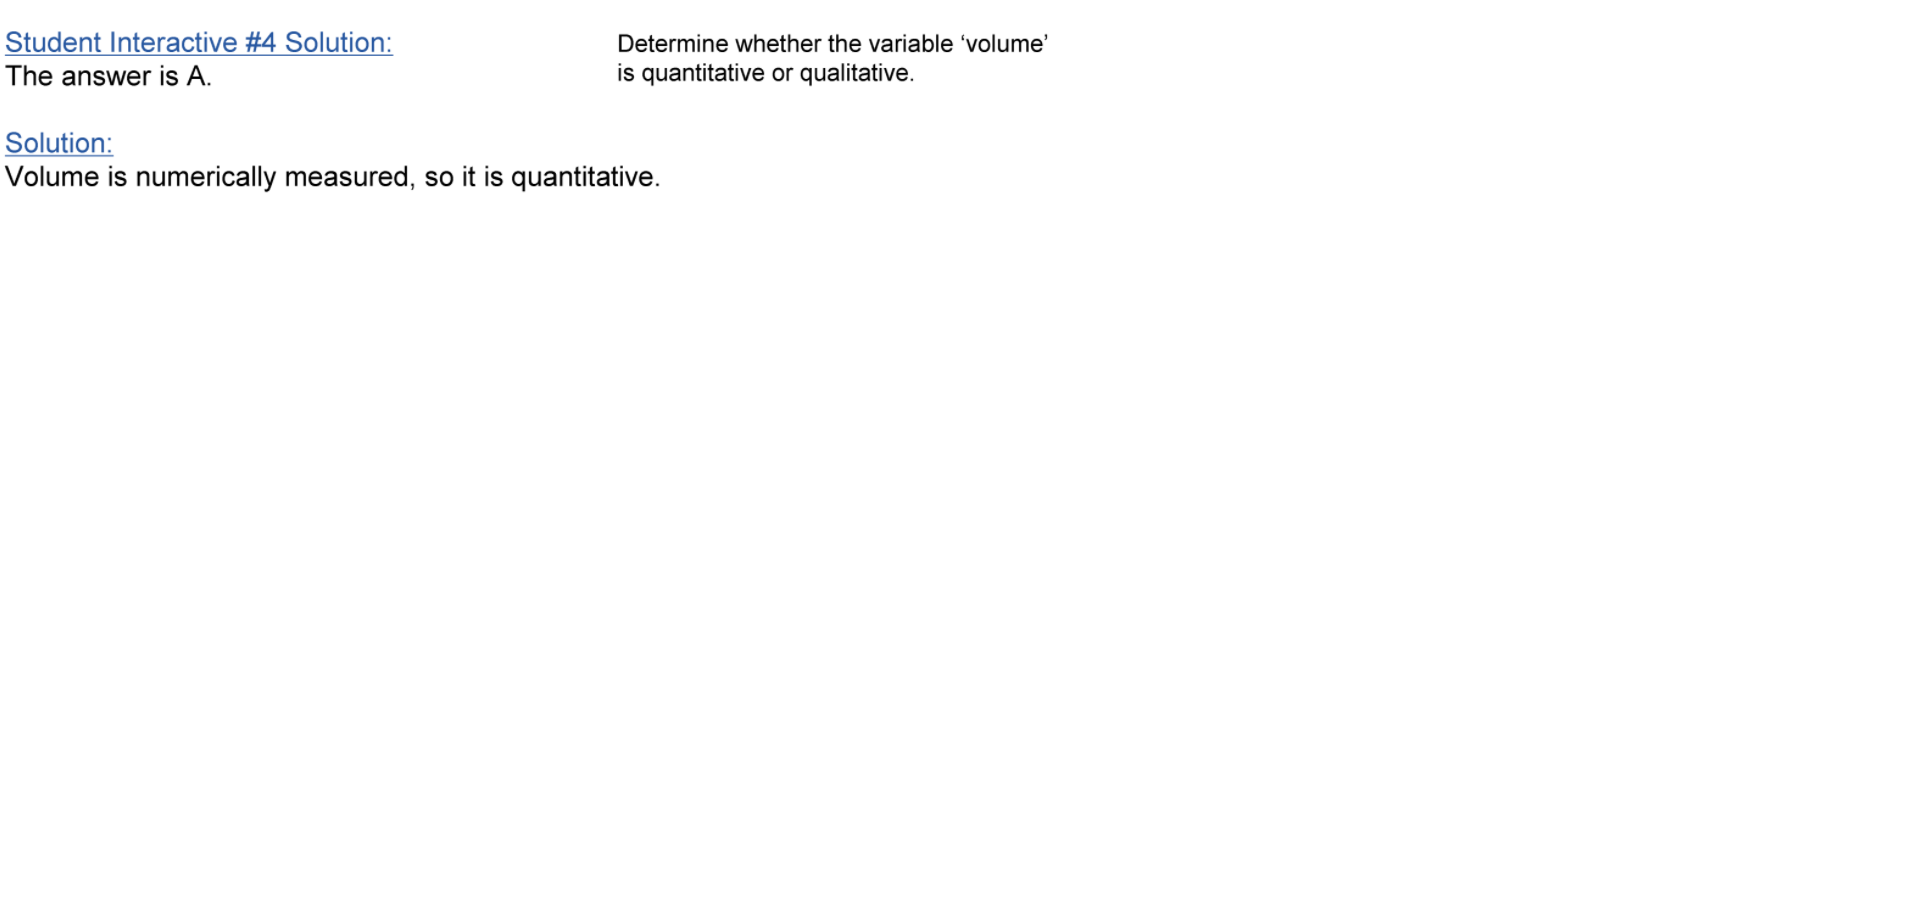 Student Interactive #4 Solution:
The answer is A.
Determine whether the variable ‘volume’
is quantitative or qualitative.
Solution:
Volume is numerically measured, so it is quantitative.